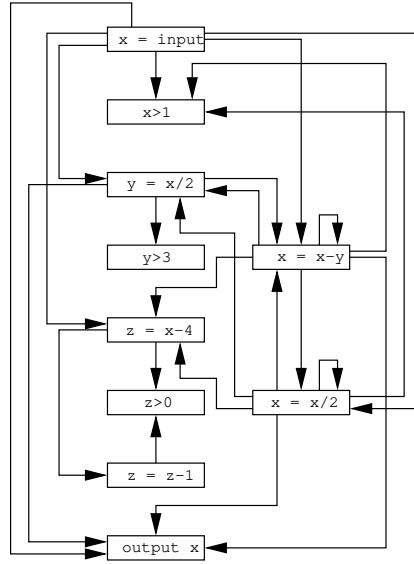 x = input
x>1
y = x/2
y>3
x = x-y
z = x-4
z>0
x = x/2
z = z-1
output x